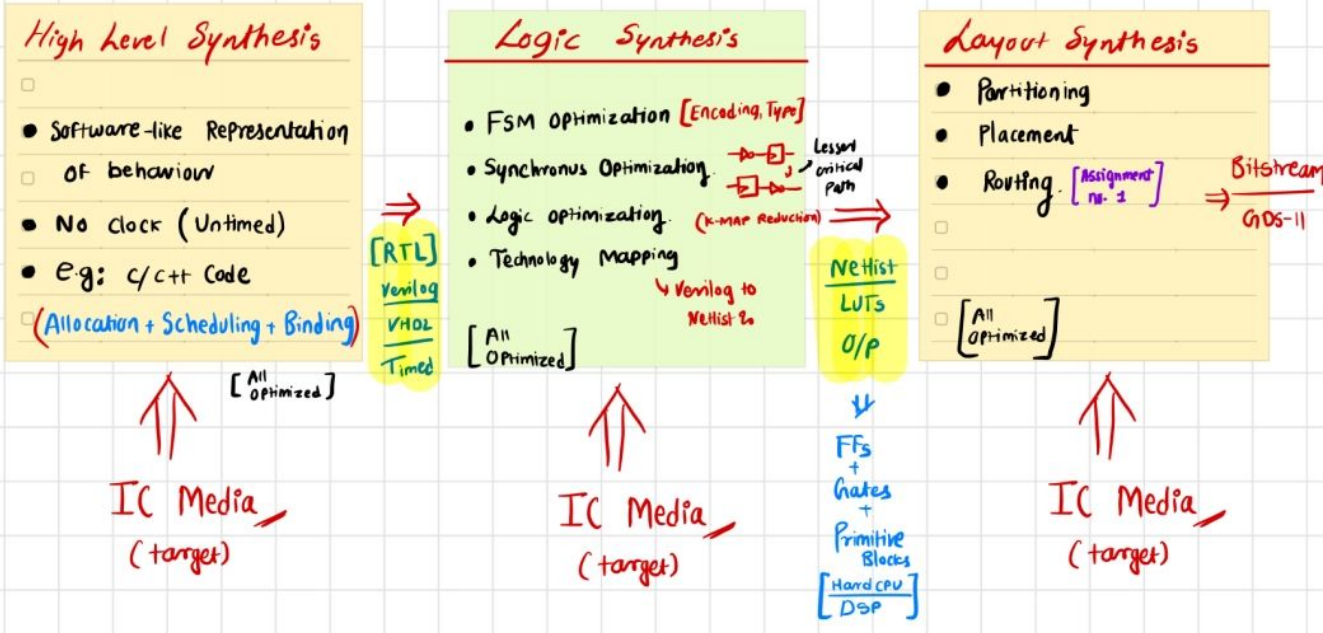 High Level Synthesis
Software-like Representation
of behaviour
No Clock (Untimed)
e.g: c/c++ Code
(Allocation + Scheduling + Binding)
[All
Optimized]
IC Media
(target)
[RTL]
Verilog
VHDL
Timed
Logic Synthesis
FSM Optimization [Encoding, Type]
Synchronus Optimization.
Lessen
critical
Path
Logic optimization. (K-MAP Reduction)
Technology Mapping
Verilog to
Netlist
[All
Optimized]
IC Media
(target)
Netlist
LUTs
O/P
FFs
+
Gates
+
Primitive
Blocks
[Hard CPU
DSP]
Layout Synthesis
Partitioning
Placement
Routing. [Assignment
no. 1]
[All
Optimized]
IC Media
(target)
Bitstream
GDS-II